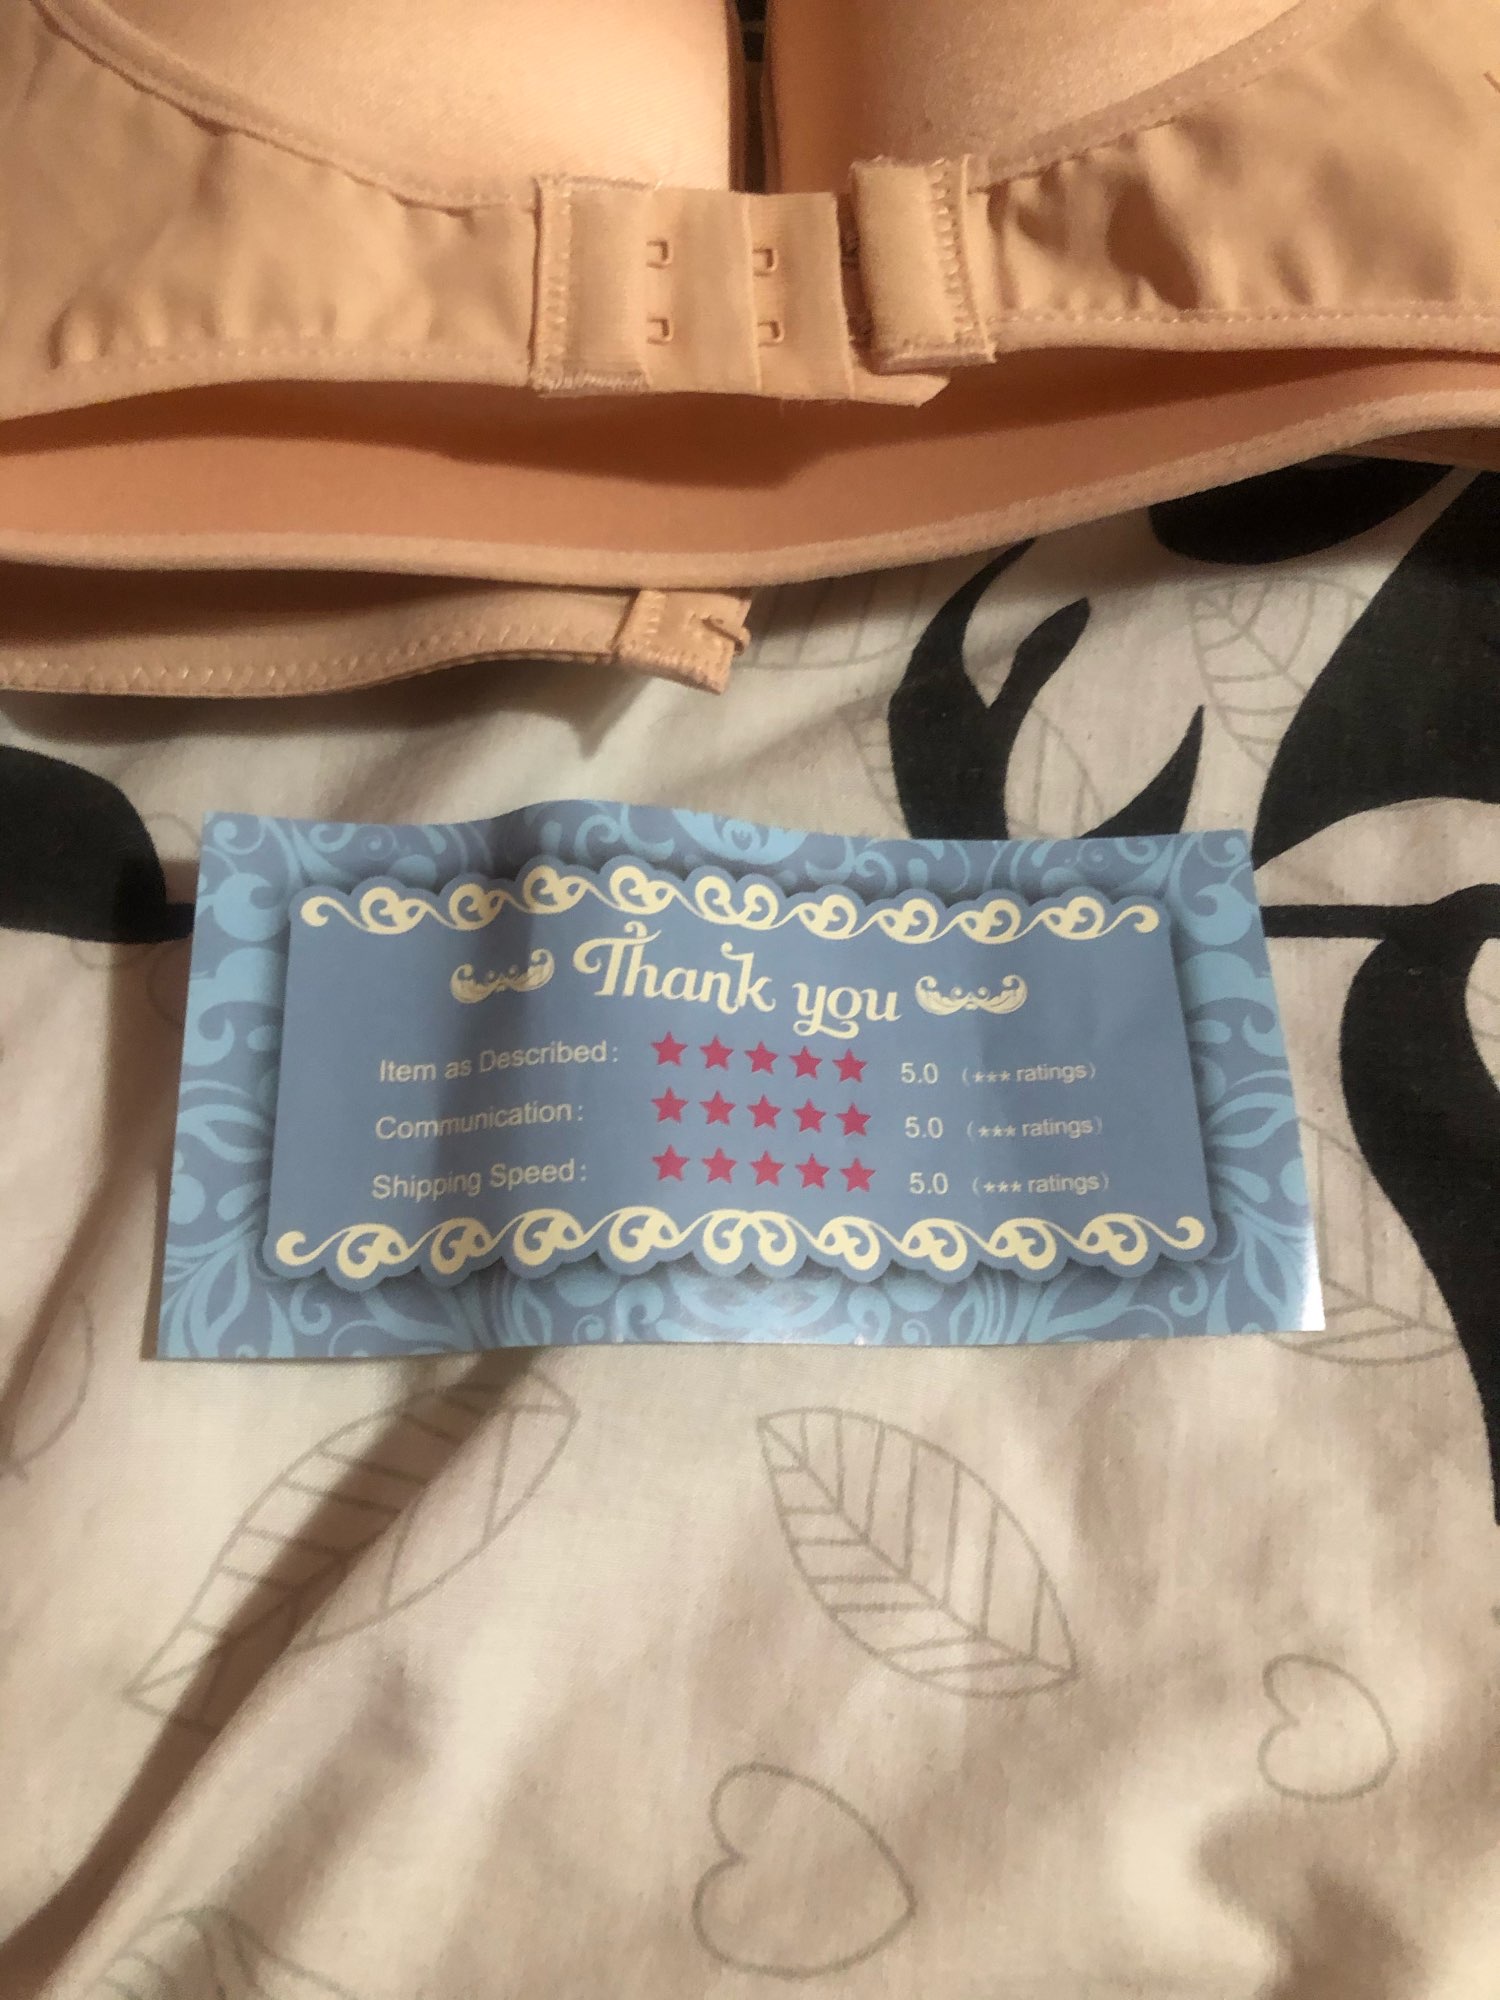 Thank you
Item as Described: ★★★★★ 5.0 (*** ratings)
Communication: ★★★★★ 5.0 (*** ratings)
Shipping Speed: ★★★★★ 5.0 (*** ratings)